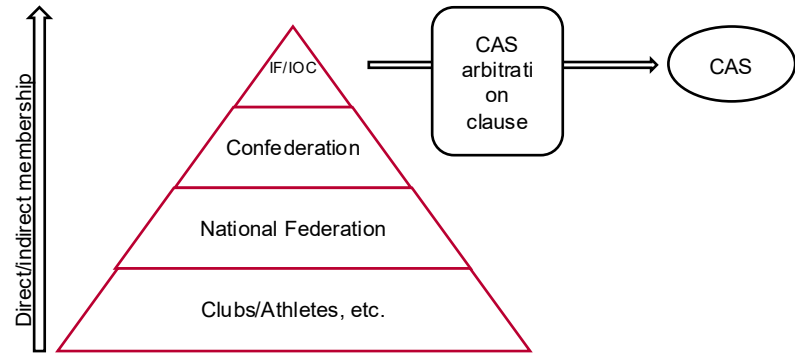 Direct/indirect membership
IF/IOC
Confederation
National Federation
Clubs/Athletes, etc.
CAS
arbitrati
on
clause
CAS